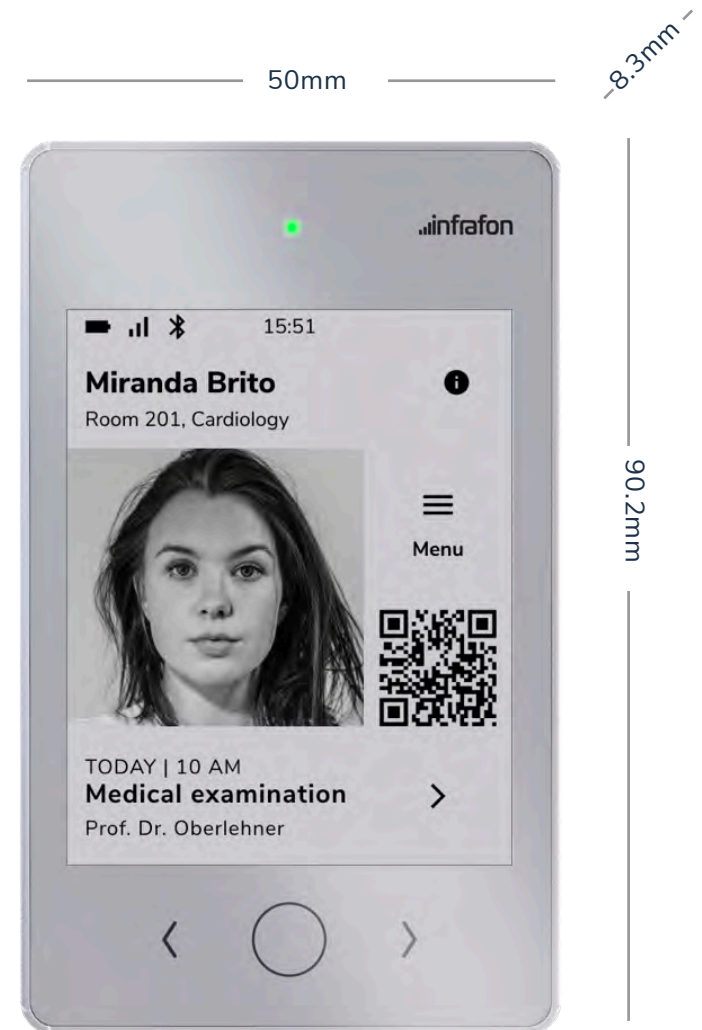 50mm
8.3mm
infrafon
15:51
Miranda Brito
Room 201, Cardiology
90.2mm
Menu
TODAY | 10 AM
Medical examination
Prof. Dr. Oberlehner